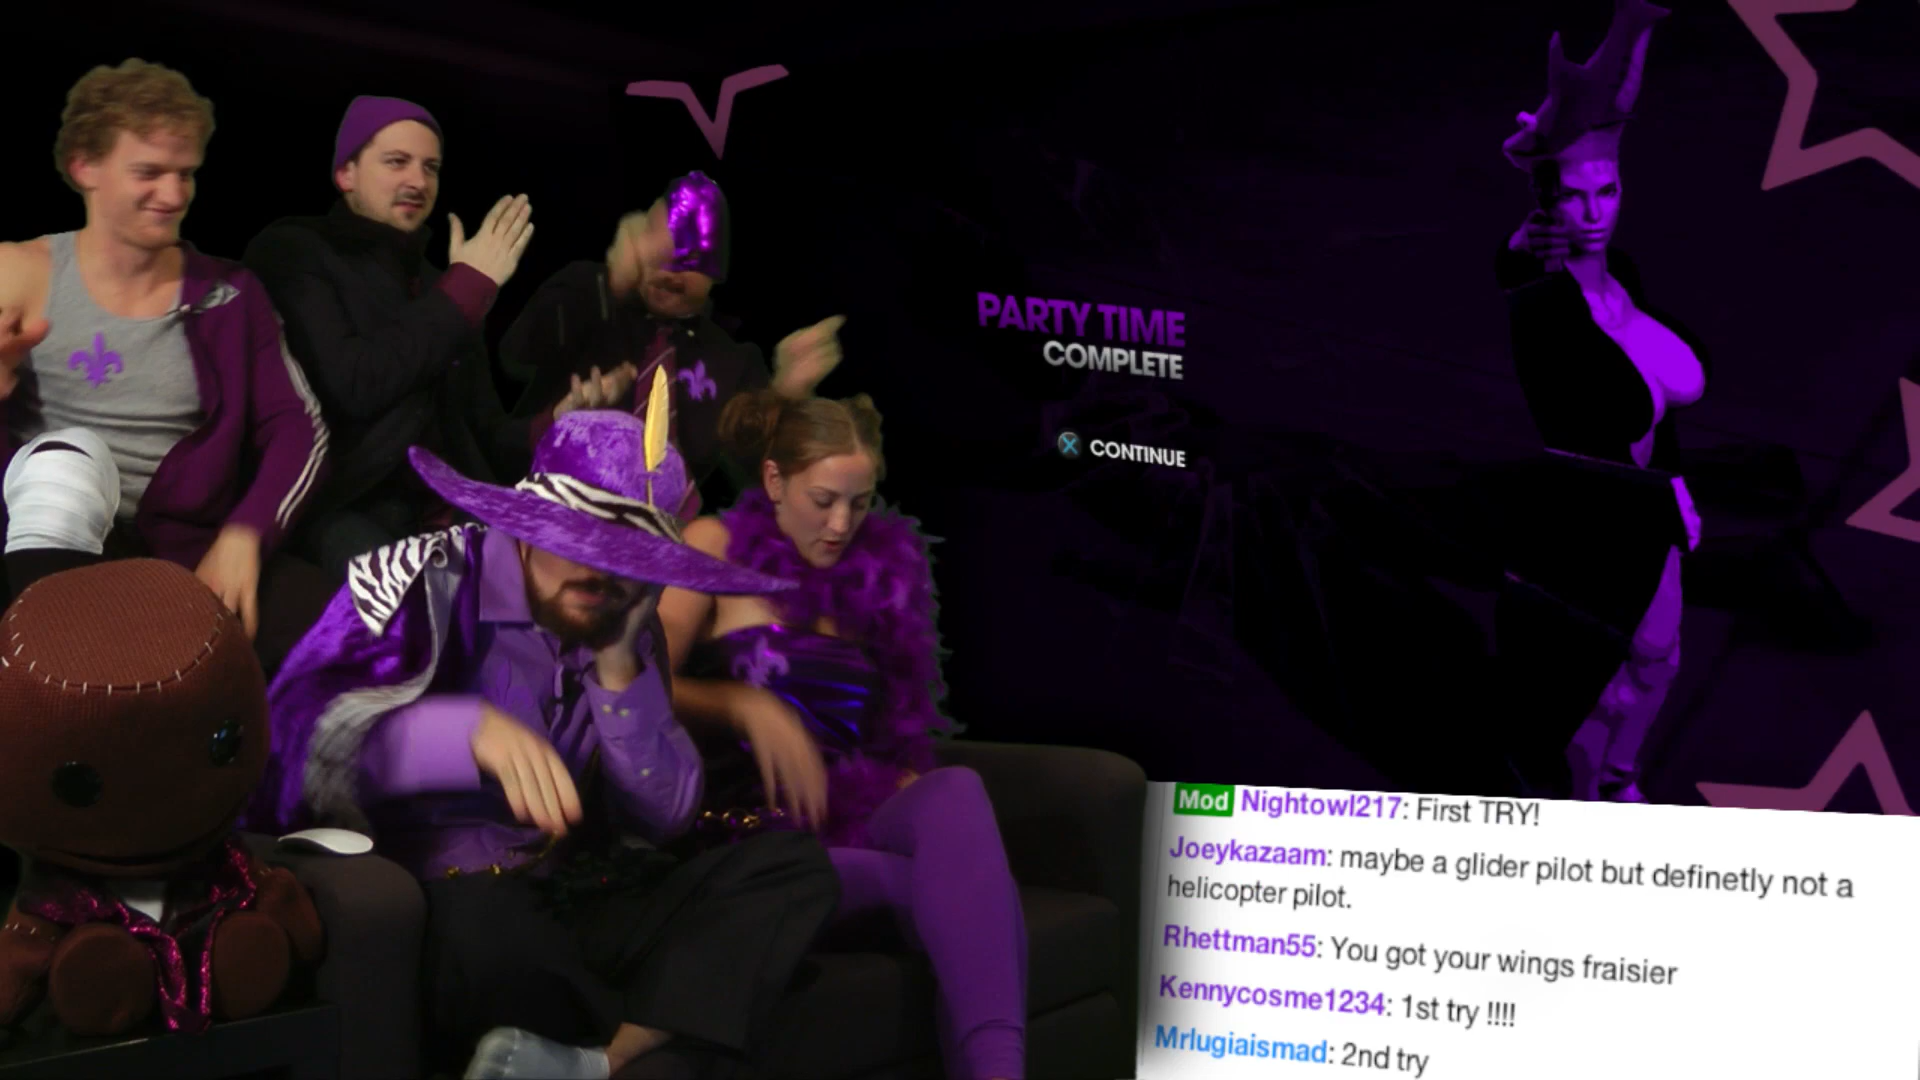 PARTY TIME
COMPLETE
CONTINUE
Mod Nightowl217: First TRY!
Joeykazaam: maybe a glider pilot but definetly not a
helicopter pilot.
Rhettman55: You got your wings fraisier
Kennycosme1234: 1st try !!!!
Mrlugiaismad: 2nd try